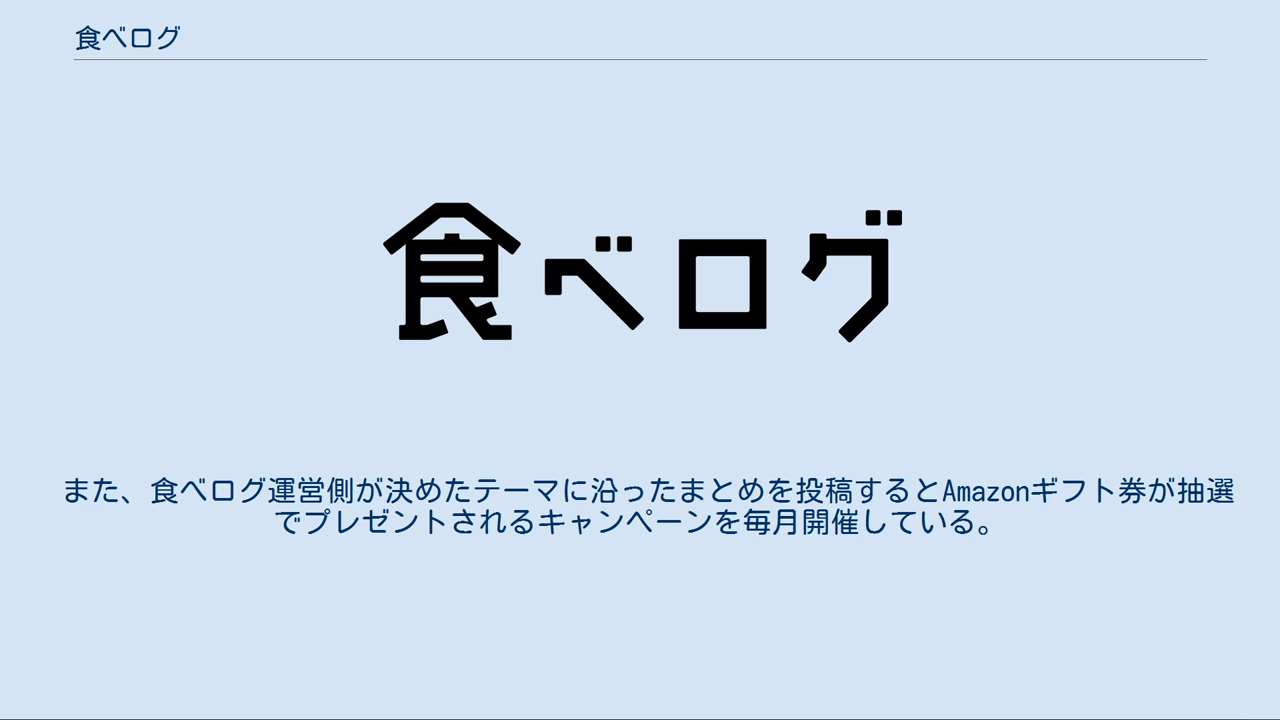 食べログ
食べログ
また、食べログ運営側が決めたテーマに沿ったまとめを投稿するとAmazonギフト券が抽選
でプレゼントされるキャンペーンを毎月開催している。